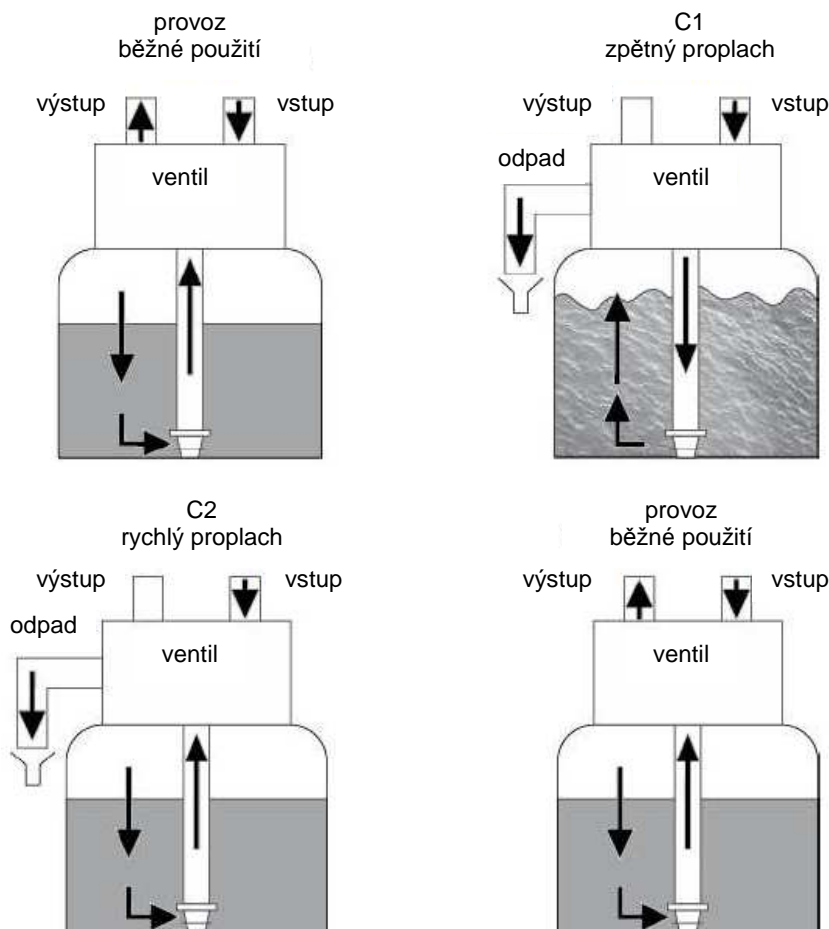 provoz
běžné použití
výstup
vstup
ventil
C1
zpětný proplach
výstup
vstup
odpad
ventil
C2
rychlý proplach
výstup
vstup
odpad
ventil
provoz
běžné použití
výstup
vstup
ventil